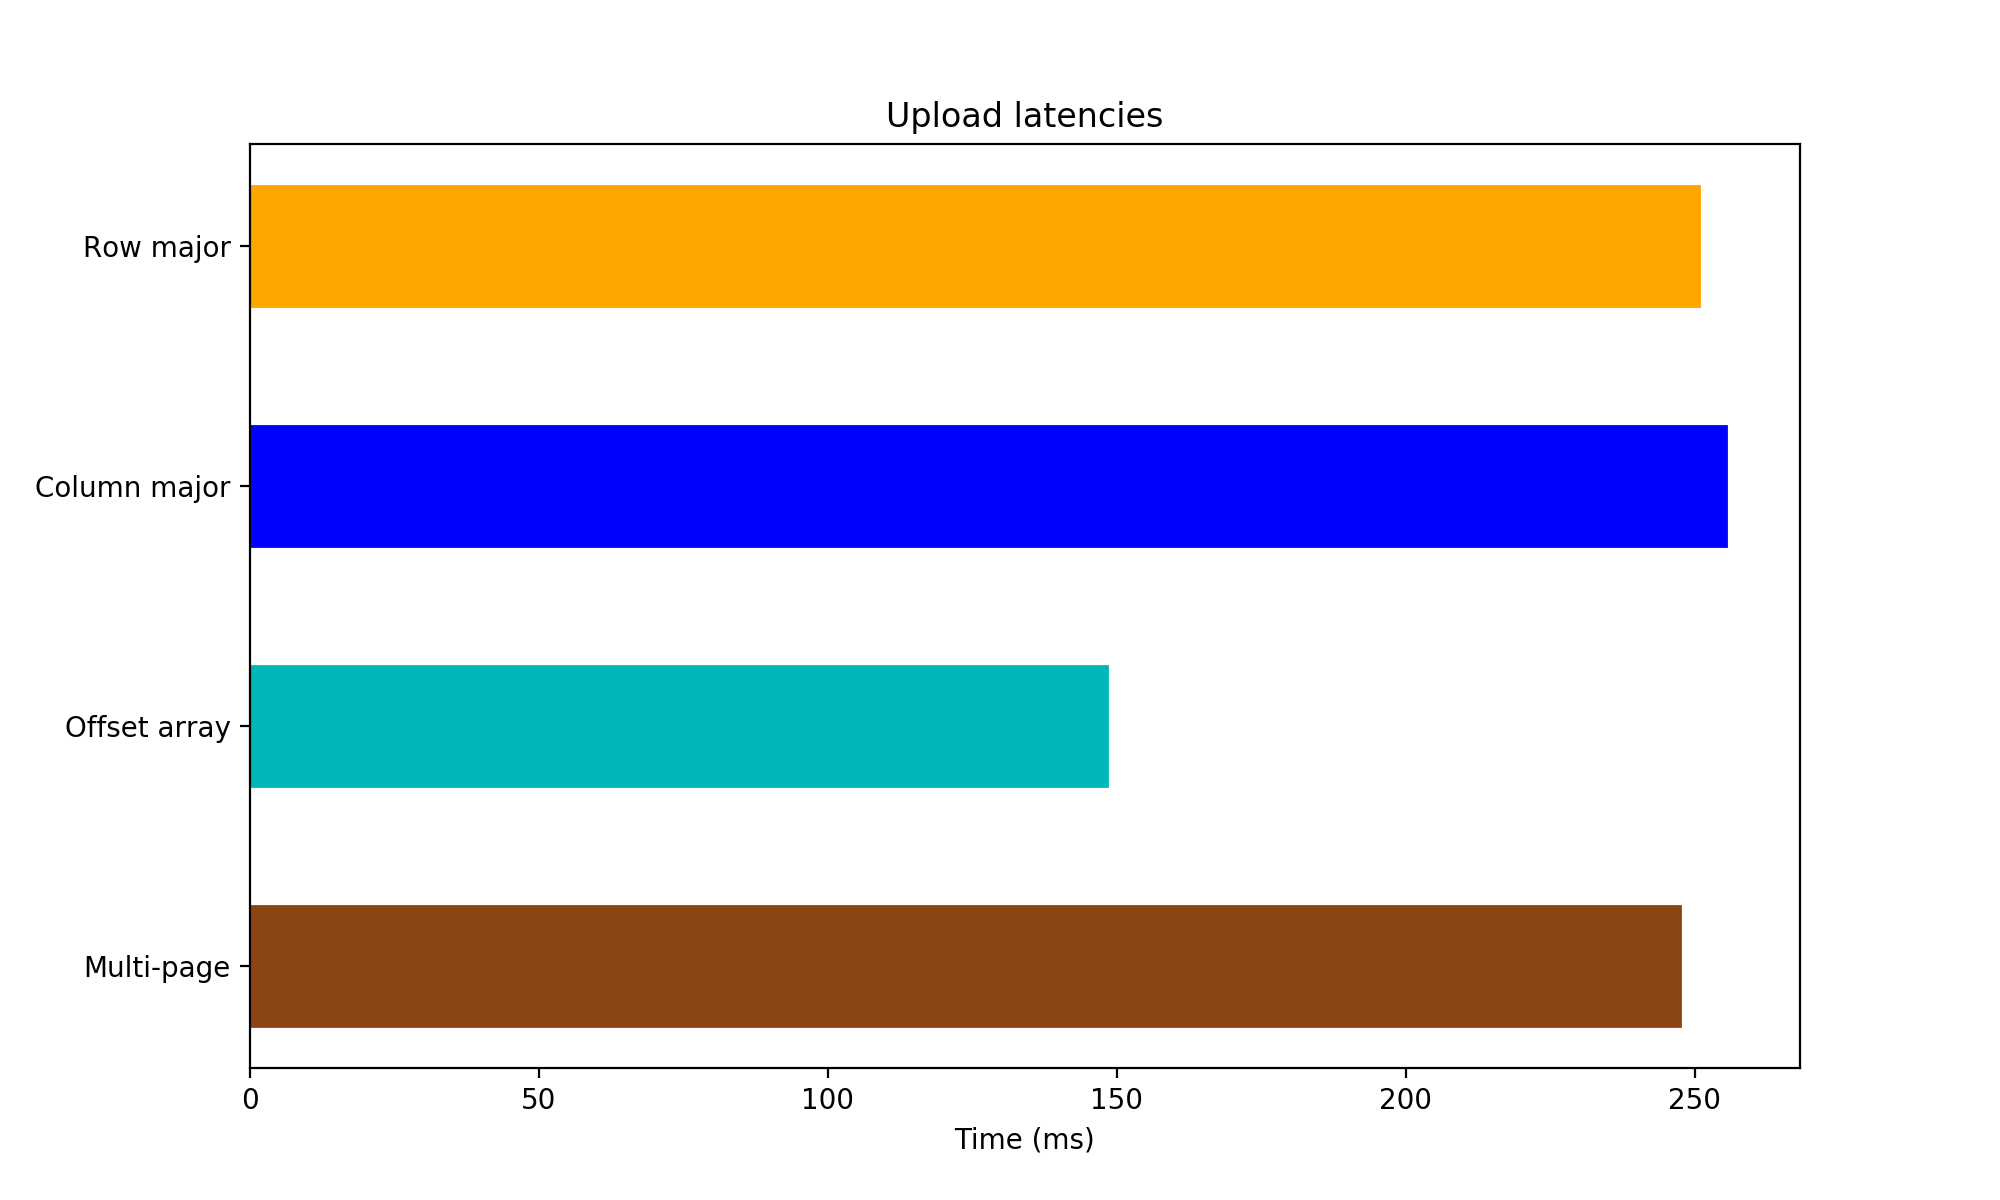 Upload latencies
Row major
Column major
Offset array
Multi-page
0 50 100 150 200 250
Time (ms)